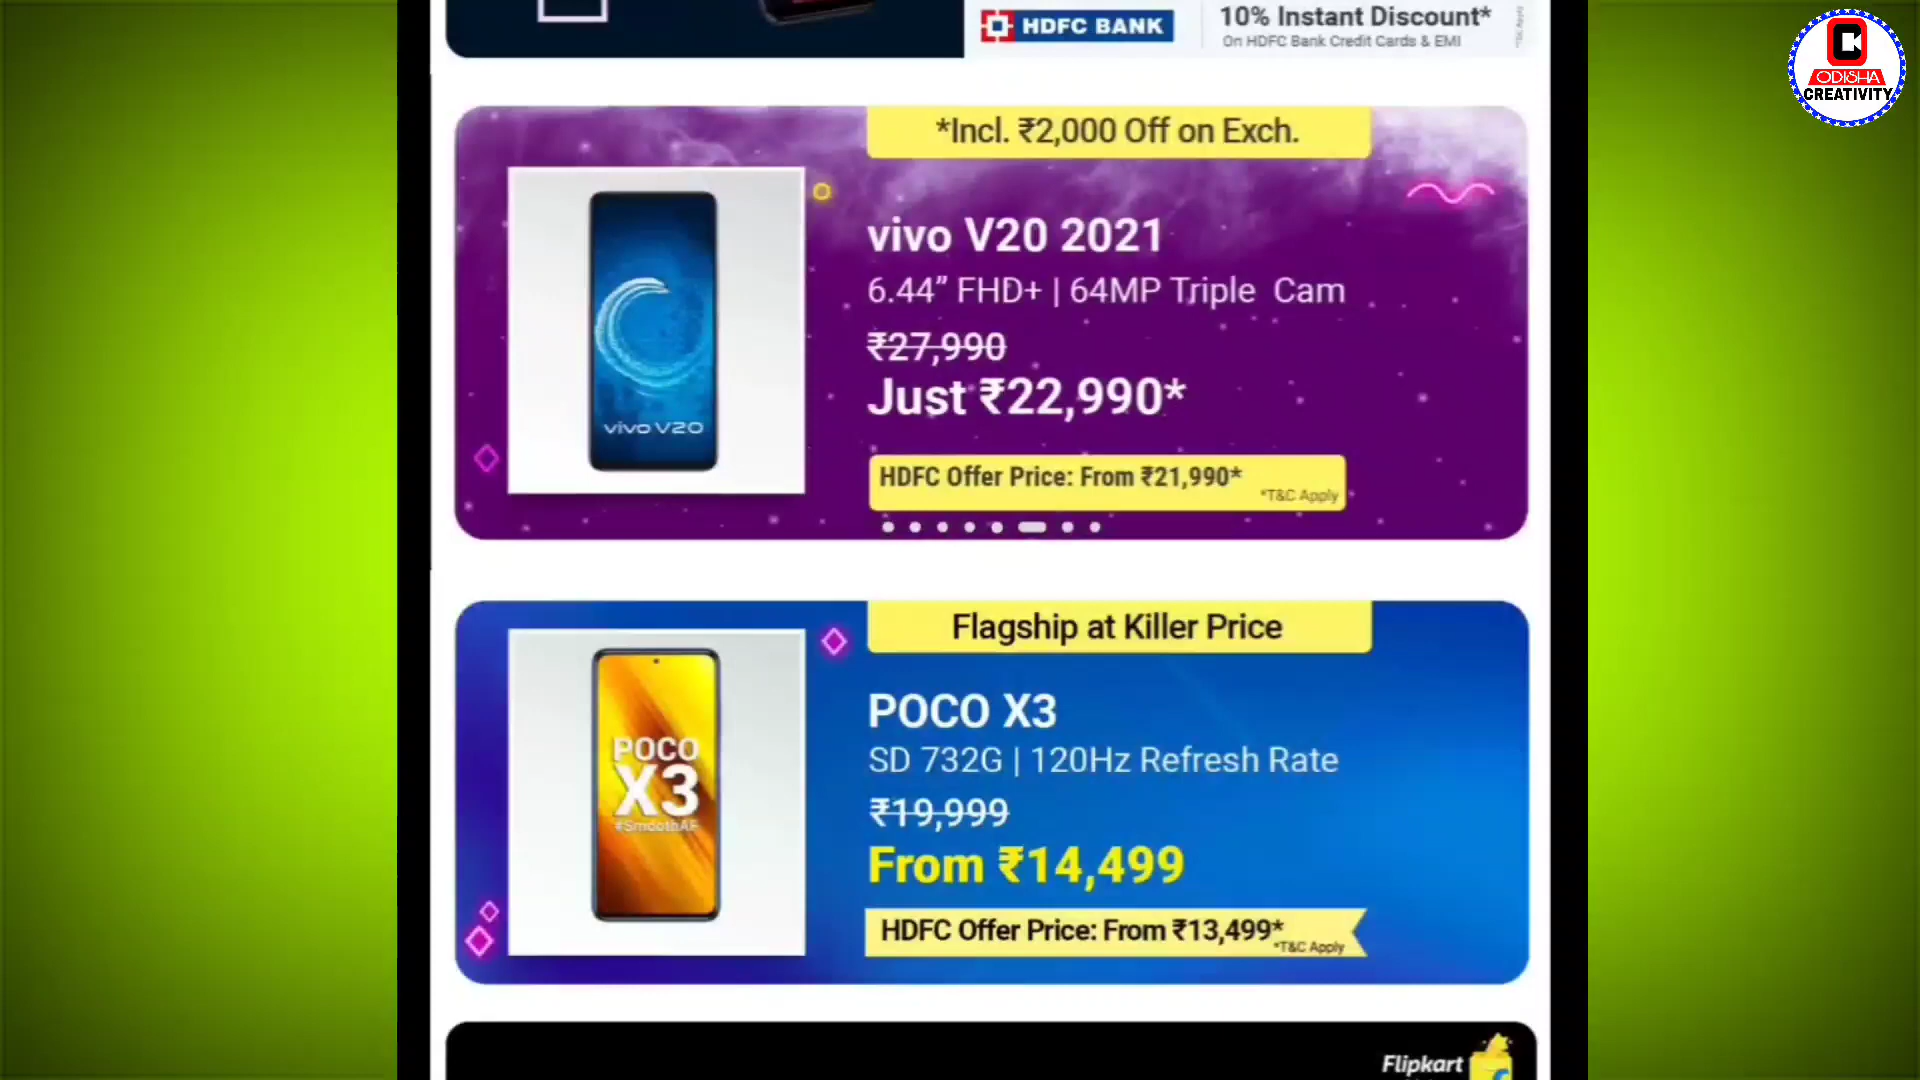 HDFC BANK
10% Instant Discount*
On HDFC Bank Credit Cards & EMI
ODISHA
CREATIVITY
*Incl. ₹2,000 Off on Exch.
vivo V20 2021
6.44” FHD+ | 64MP Triple Cam
₹27,990
Just ₹22,990*
vivo V20
HDFC Offer Price: From ₹21,990*
*T&C Apply
Flagship at Killer Price
POCO X3
SD 732G | 120Hz Refresh Rate
POCO
X3
#SmoothAF
₹19,999
From ₹14,499
HDFC Offer Price: From ₹13,499*
*T&C Apply
Flipkart